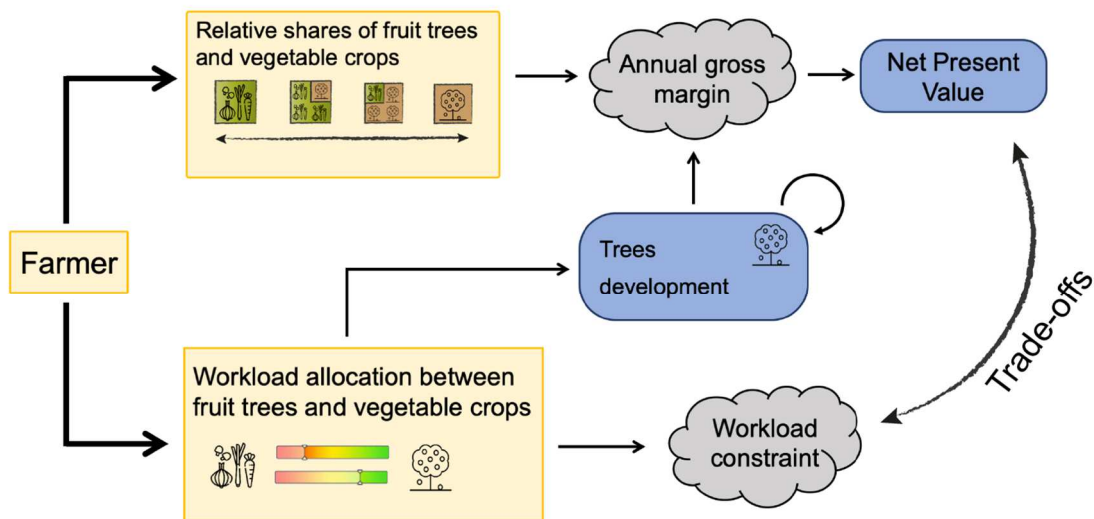 Relative shares of fruit trees
and vegetable crops
Annual gross
margin
Net Present
Value
Farmer
Trees
development
Workload allocation between
fruit trees and vegetable crops
Workload
constraint
Trade-offs